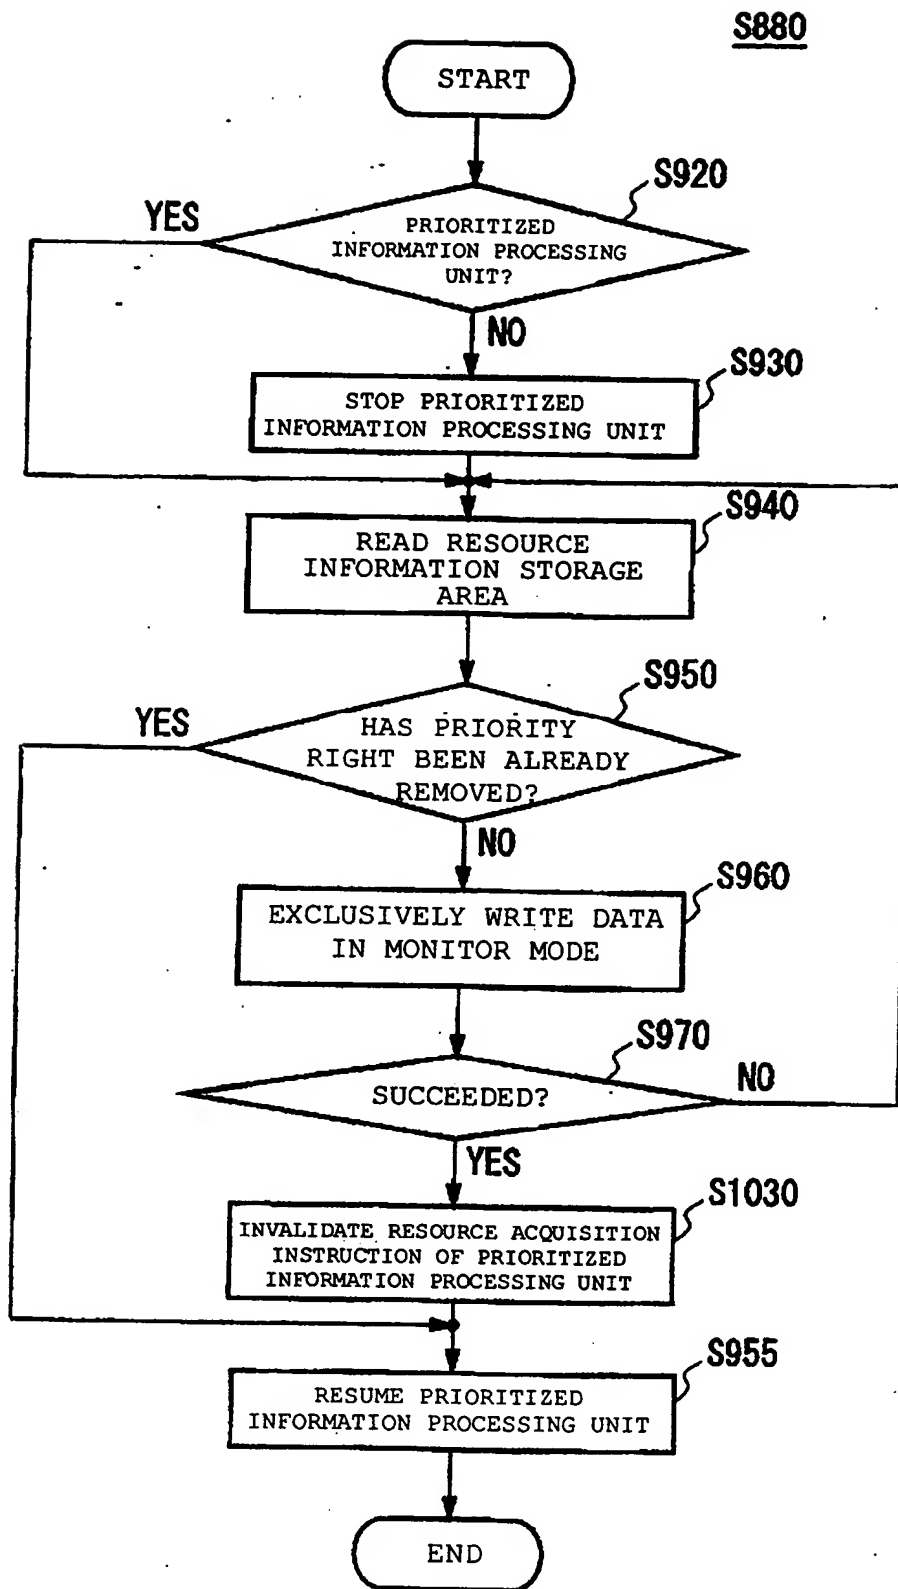 S880
START
S920
YES
PRIORITIZED
INFORMATION PROCESSING
UNIT?
NO
S930
STOP PRIORITIZED
INFORMATION PROCESSING UNIT
S940
READ RESOURCE
INFORMATION STORAGE
AREA
S950
YES
HAS PRIORITY
RIGHT BEEN ALREADY
REMOVED?
NO
S960
EXCLUSIVELY WRITE DATA
IN MONITOR MODE
S970
NO
SUCCEEDED?
YES
S1030
INVALIDATE RESOURCE ACQUISITION
INSTRUCTION OF PRIORITIZED
INFORMATION PROCESSING UNIT
S955
RESUME PRIORITIZED
INFORMATION PROCESSING UNIT
END